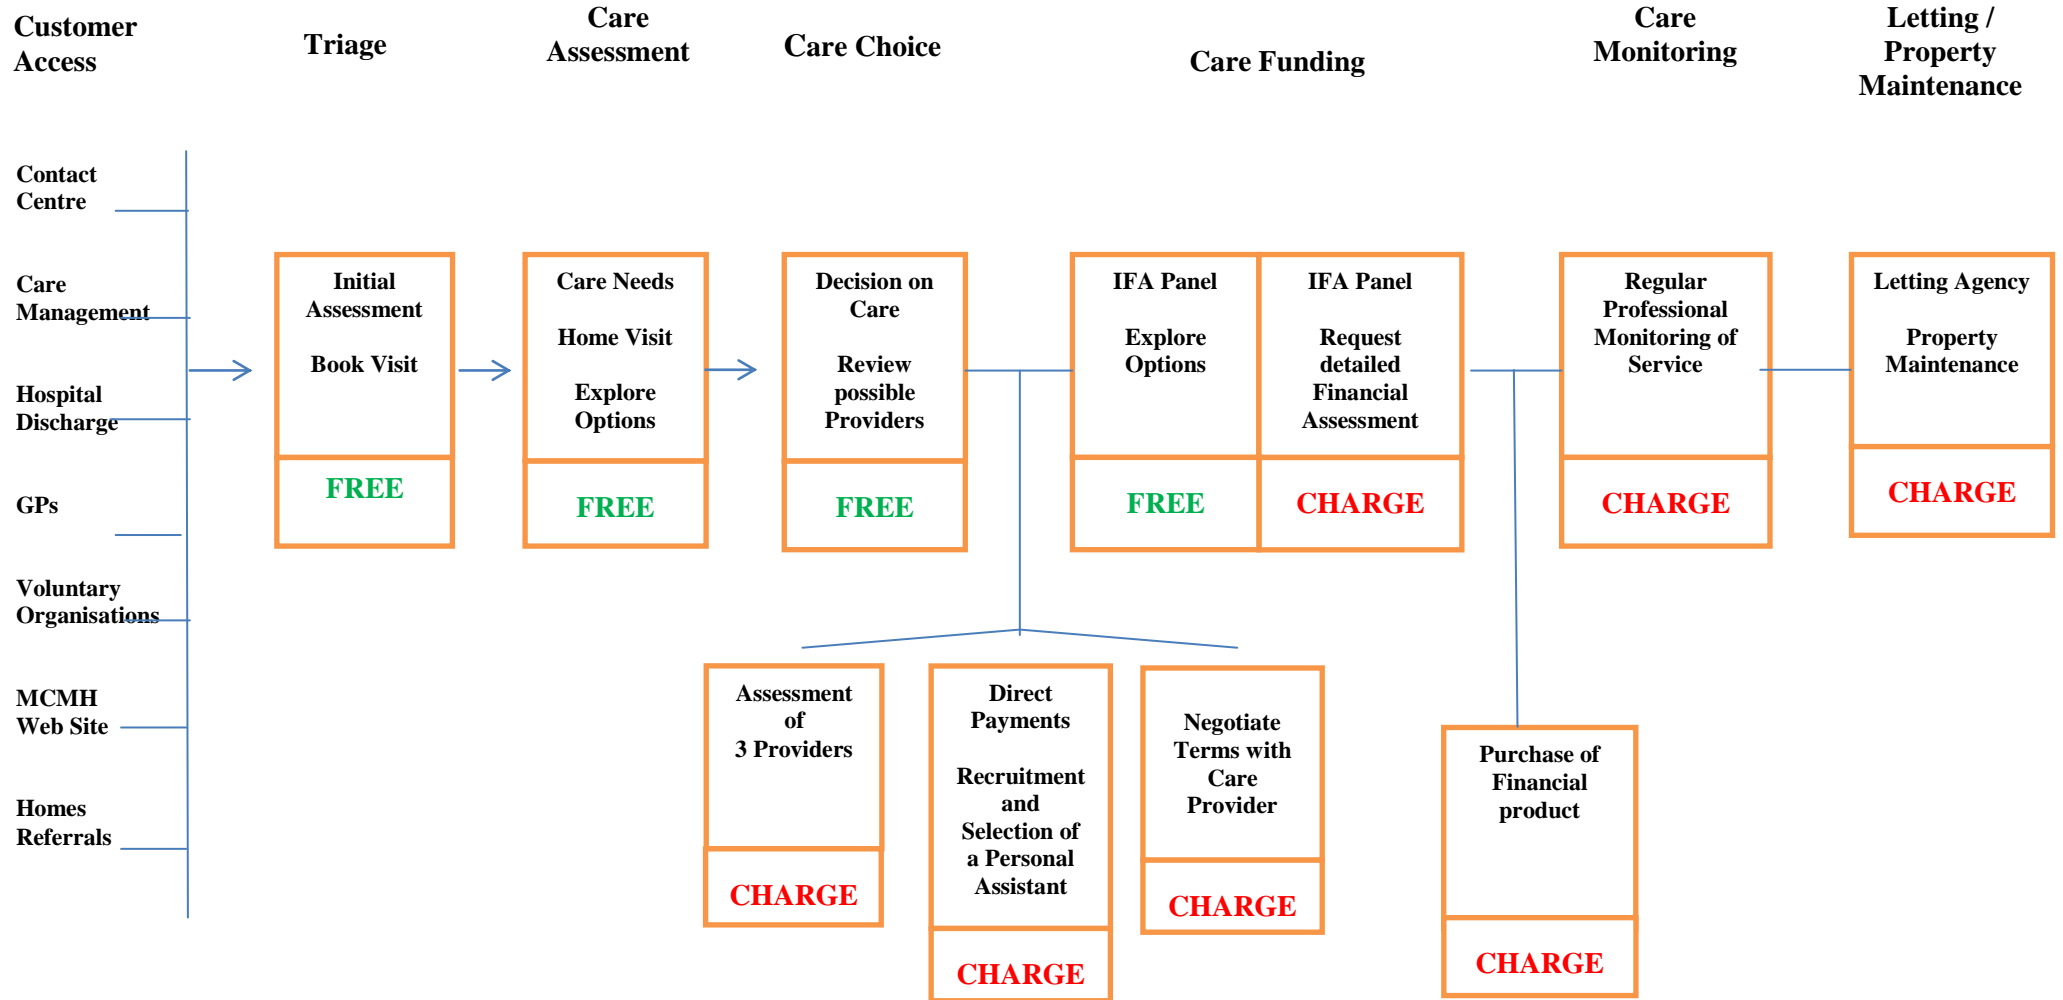 Customer
Access
Triage
Care
Assessment
Care Choice
Care Funding
Care
Monitoring
Letting /
Property
Maintenance
Contact
Centre
Care
Management
Hospital
Discharge
GPs
Voluntary
Organisations
MCMH
Web Site
Homes
Referrals
Initial
Assessment
Book Visit
FREE
Care Needs
Home Visit
Explore
Options
FREE
Decision on
Care
Review
possible
Providers
FREE
IFA Panel
Explore
Options
FREE
IFA Panel
Request
detailed
Financial
Assessment
CHARGE
Regular
Professional
Monitoring of
Service
CHARGE
Letting Agency
Property
Maintenance
CHARGE
Assessment
of
3 Providers
CHARGE
Direct
Payments
Recruitment
and
Selection of
a Personal
Assistant
CHARGE
Negotiate
Terms with
Care
Provider
CHARGE
Purchase of
Financial
product
CHARGE